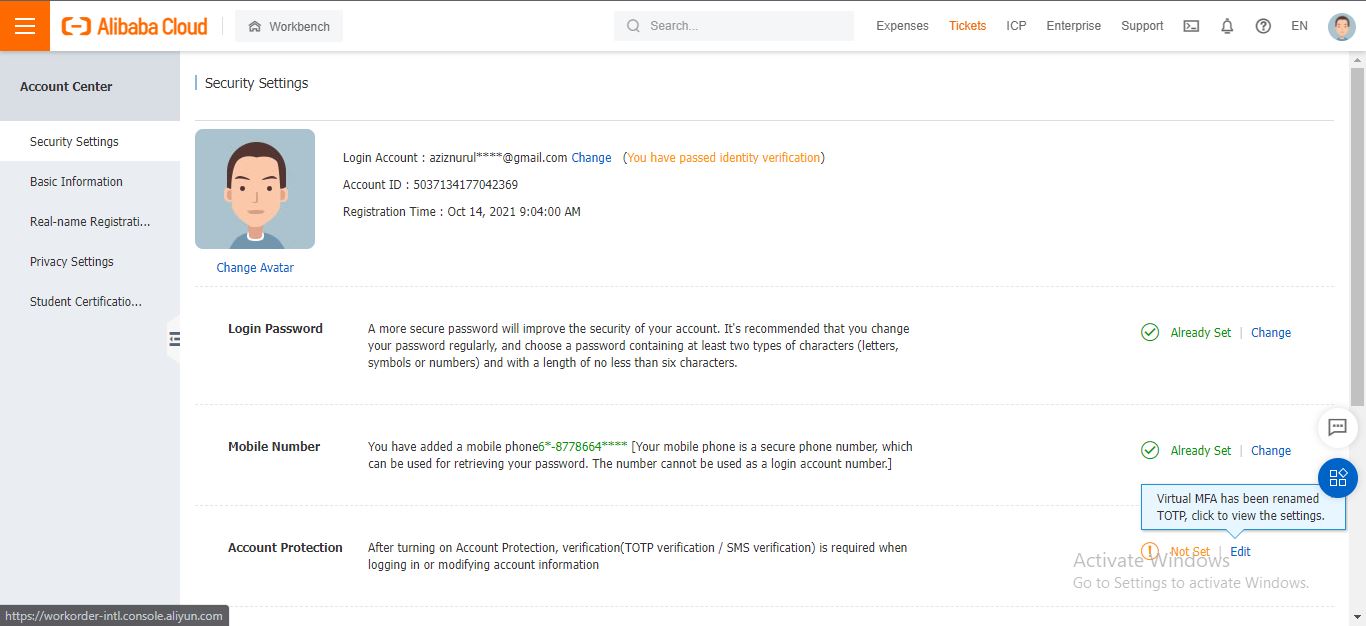 Alibaba Cloud
Workbench
Search...
Expenses
Tickets
ICP
Enterprise
Support
EN
Account Center
Security Settings
Basic Information
Real-name Registrati...
Privacy Settings
Student Certificatio...
Security Settings
Login Account : aziznurul****@gmail.com Change (You have passed identity verification)
Account ID : 5037134177042369
Registration Time : Oct 14, 2021 9:04:00 AM
Change Avatar
Login Password
A more secure password will improve the security of your account. It's recommended that you change
your password regularly, and choose a password containing at least two types of characters (letters,
symbols or numbers) and with a length of no less than six characters.
Already Set | Change
Mobile Number
You have added a mobile phone6*-8778664**** [Your mobile phone is a secure phone number, which
can be used for retrieving your password. The number cannot be used as a login account number.]
Already Set | Change
Virtual MFA has been renamed
TOTP, click to view the settings.
Account Protection
After turning on Account Protection, verification(TOTP verification / SMS verification) is required when
logging in or modifying account information
Not Set | Edit
Activate Windows
Go to Settings to activate Windows.
https://workorder-intl.console.aliyun.com